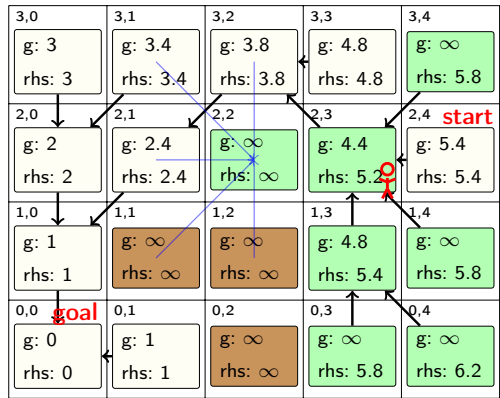 3,0 3,1 3,2 3,3 3,4
g: 3 g: 3.4 g: 3.8 g: 4.8 g: ∞
rhs: 3 rhs: 3.4 rhs: 3.8 rhs: 4.8 rhs: 5.8
2,0 2,1 2,2 2,3 2,4
start
g: 2 g: 2.4 g: ∞ g: 4.4 g: 5.4
rhs: 2 rhs: 2.4 rhs: ∞ rhs: 5.2 rhs: 5.4
1,0 1,1 1,2 1,3 1,4
g: 1 g: ∞ g: ∞ g: 4.8 g: ∞
rhs: 1 rhs: ∞ rhs: ∞ rhs: 5.4 rhs: 5.8
0,0 goal 0,1 0,2 0,3 0,4
g: 0 g: 1 g: ∞ g: ∞ g: ∞
rhs: 0 rhs: 1 rhs: ∞ rhs: 5.8 rhs: 6.2